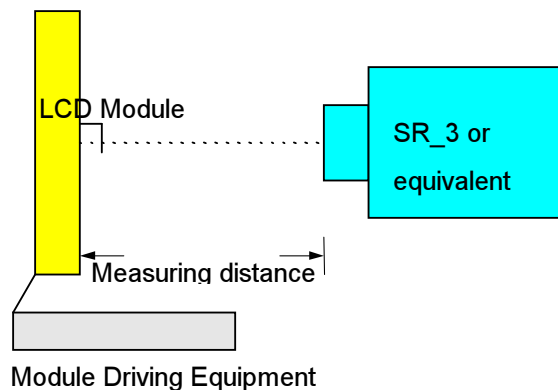 LCD Module
SR_3 or
equivalent
Measuring distance
Module Driving Equipment